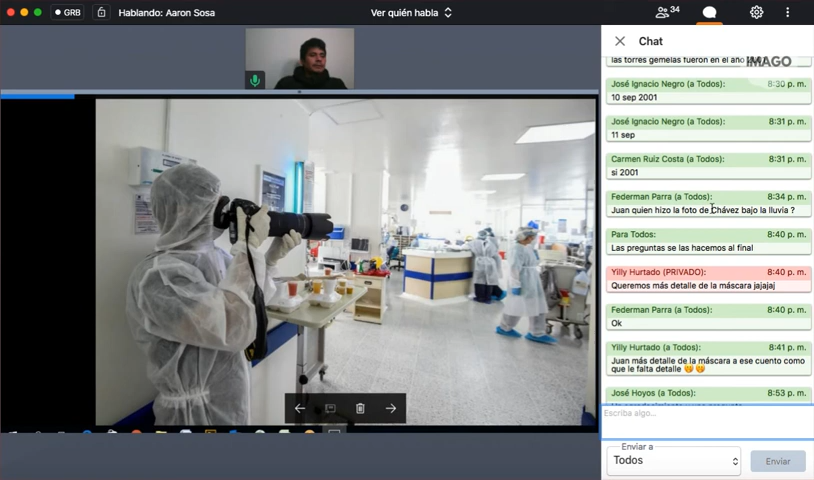 GRB
Hablando: Aaron Sosa
Ver quién habla
34
Chat
las torres gemelas fueron en el año
IMAGO
José Ignacio Negro (a Todos): 8:30 p. m.
10 sep 2001
José Ignacio Negro (a Todos): 8:31 p. m.
11 sep
Carmen Ruiz Costa (a Todos): 8:31 p. m.
si 2001
Federman Parra (a Todos): 8:34 p. m.
Juan quien hizo la foto de Chávez bajo la lluvia ?
Para Todos: 8:40 p. m.
Las preguntas se las hacemos al final
Yilly Hurtado (PRIVADO): 8:40 p. m.
Queremos más detalle de la máscara jajajaj
Federman Parra (a Todos): 8:40 p. m.
Ok
Yilly Hurtado (a Todos): 8:41 p. m.
Juan más detalle de la máscara a ese cuento como
que le falta detalle 🤫🤫
José Hoyos (a Todos): 8:53 p. m.
Escriba algo...
Enviar a
Todos
Enviar